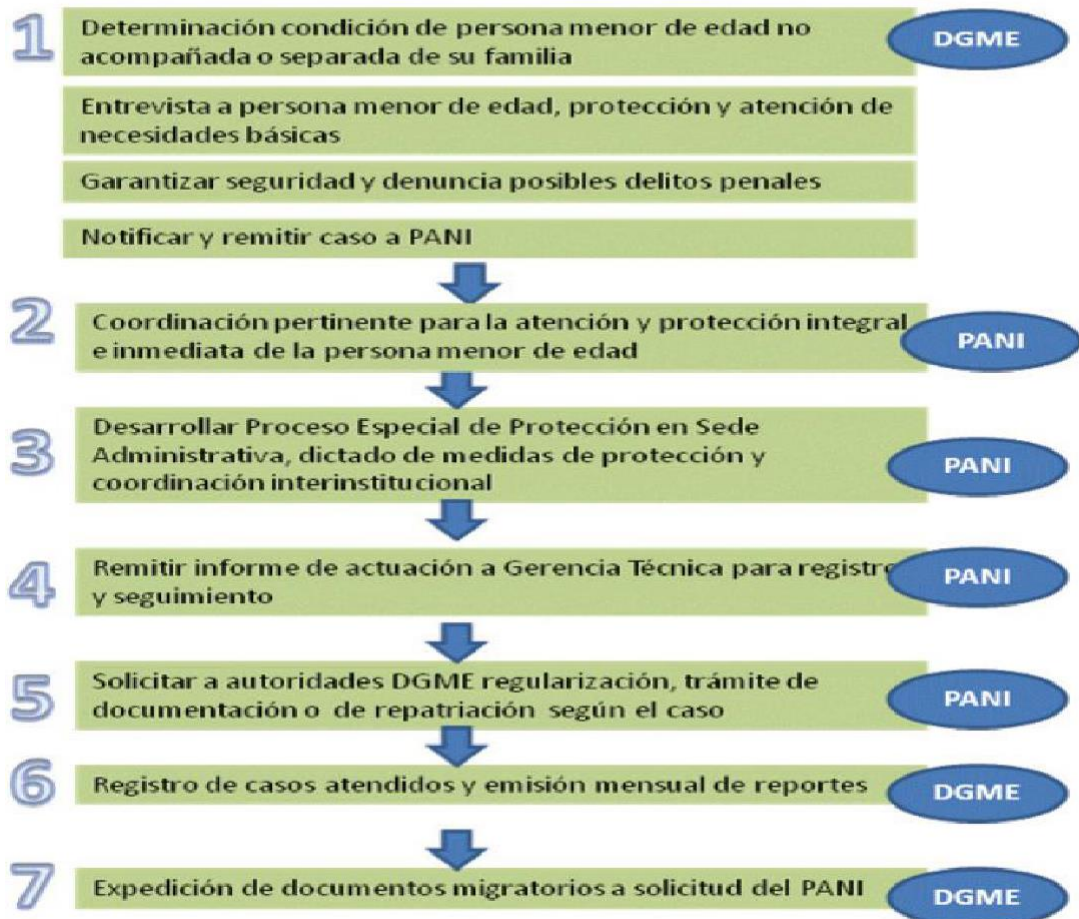 1
Determinación condición de persona menor de edad no
acompañada o separada de su familia
DGME
Entrevista a persona menor de edad, protección y atención de
necesidades básicas
Garantizar seguridad y denuncia posibles delitos penales
Notificar y remitir caso a PANI
2
Coordinación pertinente para la atención y protección integral
e inmediata de la persona menor de edad
PANI
3
Desarrollar Proceso Especial de Protección en Sede
Administrativa, dictado de medidas de protección y
coordinación interinstitucional
PANI
4
Remitir informe de actuación a Gerencia Técnica para registro
y seguimiento
PANI
5
Solicitar a autoridades DGME regularización, trámite de
documentación o de repatriación según el caso
PANI
6
Registro de casos atendidos y emisión mensual de reportes
DGME
7
Expedición de documentos migratorios a solicitud del PANI
DGME